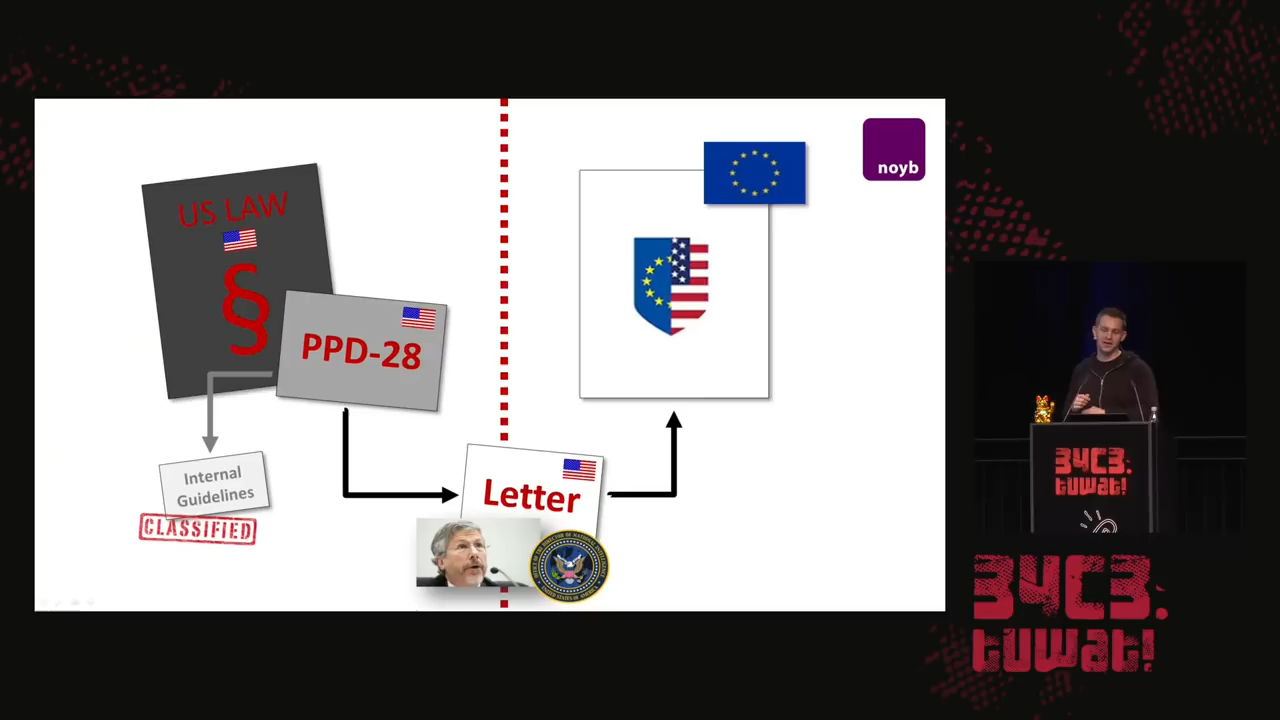 US LAW
§
PPD-28
Internal
Guidelines
CLASSIFIED
Letter
noyb
34C3.
tuwat!
34C3.
tuwat!